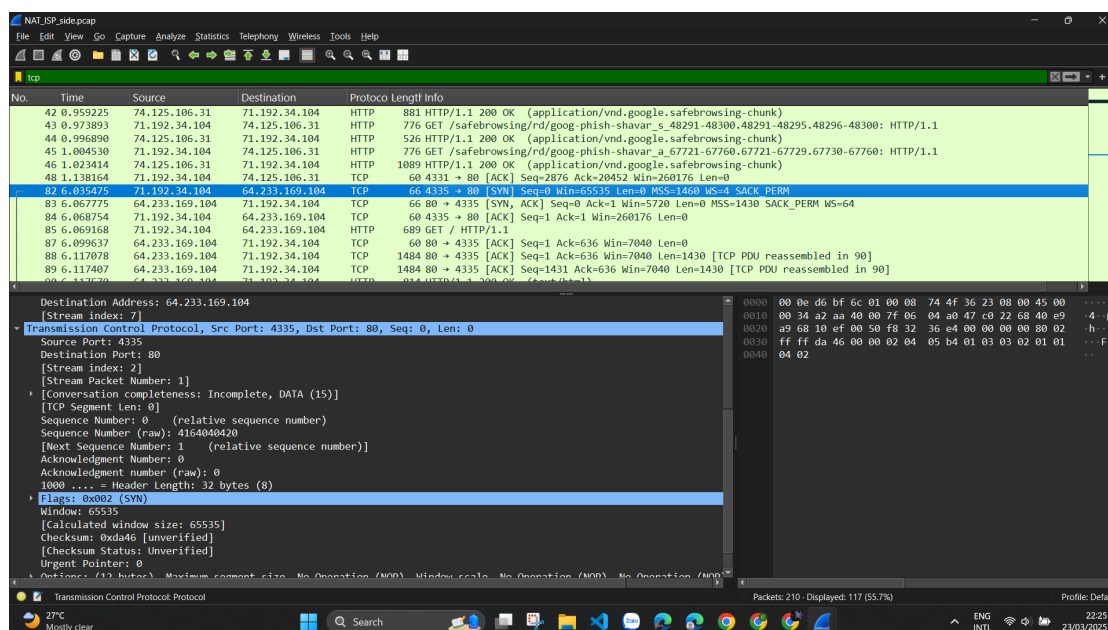 NAT_ISP_side.pcap
File Edit View Go Capture Analyze Statistics Telephony Wireless Tools Help
tcp
No. Time Source Destination Protoco Length Info
42 0.959225 74.125.106.31 71.192.34.104 HTTP 881 HTTP/1.1 200 OK (application/vnd.google.safebrowsing-chunk)
43 0.973893 71.192.34.104 74.125.106.31 HTTP 776 GET /safebrowsing/rd/goog-phish-shavar_s_48291-48300.48291-48295.48296-48300: HTTP/1.1
44 0.996890 74.125.106.31 71.192.34.104 HTTP 526 HTTP/1.1 200 OK (application/vnd.google.safebrowsing-chunk)
45 1.004530 71.192.34.104 74.125.106.31 HTTP 776 GET /safebrowsing/rd/goog-phish-shavar_a_67721-67760.67721-67729.67730-67760: HTTP/1.1
46 1.023414 74.125.106.31 71.192.34.104 HTTP 1089 HTTP/1.1 200 OK (application/vnd.google.safebrowsing-chunk)
48 1.138164 71.192.34.104 74.125.106.31 TCP 60 4331 → 80 [ACK] Seq=2876 Ack=20452 Win=260176 Len=0
82 6.035475 71.192.34.104 64.233.169.104 TCP 66 4335 → 80 [SYN] Seq=0 Win=65535 Len=0 MSS=1460 WS=4 SACK_PERM
83 6.067775 64.233.169.104 71.192.34.104 TCP 66 80 → 4335 [SYN, ACK] Seq=0 Ack=1 Win=5720 Len=0 MSS=1430 SACK_PERM WS=64
84 6.068754 71.192.34.104 64.233.169.104 TCP 60 4335 → 80 [ACK] Seq=1 Ack=1 Win=260176 Len=0
85 6.069168 71.192.34.104 64.233.169.104 HTTP 689 GET / HTTP/1.1
87 6.099637 64.233.169.104 71.192.34.104 TCP 60 80 → 4335 [ACK] Seq=1 Ack=636 Win=7040 Len=0
88 6.117078 64.233.169.104 71.192.34.104 TCP 1484 80 → 4335 [ACK] Seq=1 Ack=636 Win=7040 Len=1430 [TCP PDU reassembled in 90]
89 6.117407 64.233.169.104 71.192.34.104 TCP 1484 80 → 4335 [ACK] Seq=1431 Ack=636 Win=7040 Len=1430 [TCP PDU reassembled in 90]
Destination Address: 64.233.169.104
[Stream index: 7]
Transmission Control Protocol, Src Port: 4335, Dst Port: 80, Seq: 0, Len: 0
Source Port: 4335
Destination Port: 80
[Stream index: 2]
[Stream Packet Number: 1]
[Conversation completeness: Incomplete, DATA (15)]
[TCP Segment Len: 0]
Sequence Number: 0 (relative sequence number)
Sequence Number (raw): 4164040420
[Next Sequence Number: 1 (relative sequence number)]
Acknowledgment Number: 0
Acknowledgment number (raw): 0
1000 .... = Header Length: 32 bytes (8)
Flags: 0x002 (SYN)
Window: 65535
[Calculated window size: 65535]
Checksum: 0xda46 [unverified]
[Checksum Status: Unverified]
Urgent Pointer: 0
Options: (12 bytes), Maximum segment size, No-Operation (NOP), Window scale, No-Operation (NOP), No-Operation (NOP)
0000 00 0e d6 bf 6c 01 00 08 74 4f 36 23 08 00 45 00
0010 00 34 a2 aa 40 00 7f 06 04 a0 47 c0 22 68 40 e9 ·4··
0020 a9 68 10 ef 00 50 f8 32 36 e4 00 00 00 00 80 02 ·h··
0030 ff ff da 46 00 00 02 04 05 b4 01 03 03 02 01 01 ···F
0040 04 02 ··
Transmission Control Protocol: Protocol
Packets: 210 · Displayed: 117 (55.7%)
Profile: Defa
27°C
Mostly clear
Search
Zalo
ENG
INTL
22:25
23/03/2025